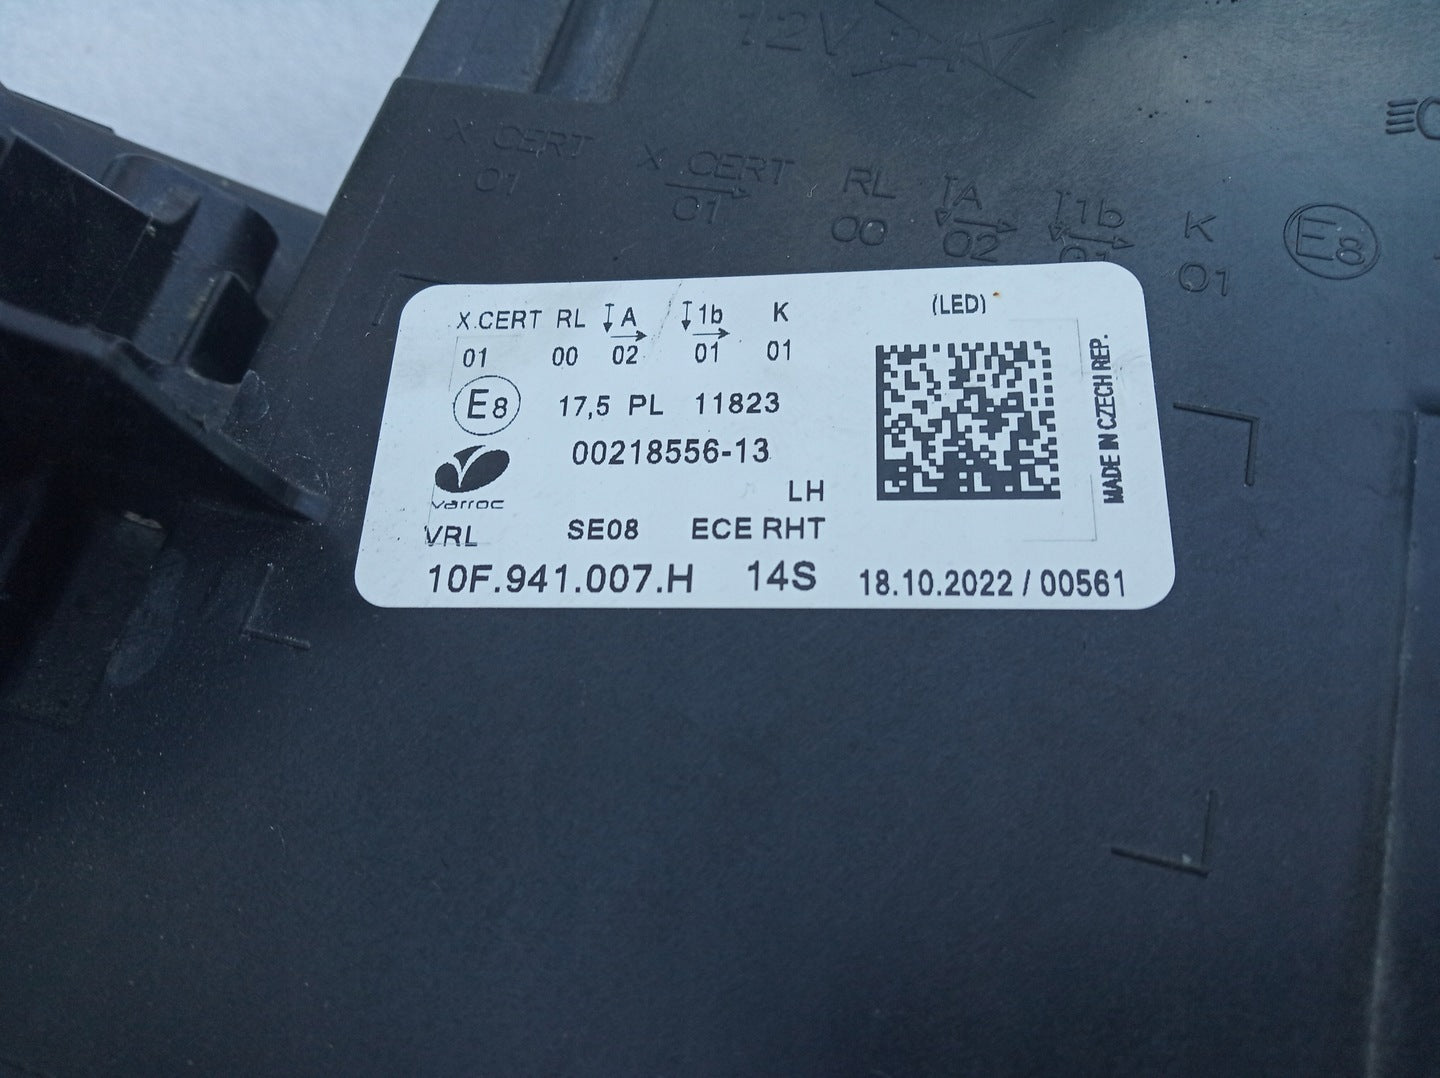 12V
X CERT X CERT RL A 1b K
01 01 00 02 01 01
E8
X.CERT RL A 1b K (LED)
01 00 02 01 01
E8 17,5 PL 11823
00218556-13
varroc LH
VRL SE08 ECE RHT
10F.941.007.H 14S 18.10.2022 / 00561
MADE IN CZECH REP.